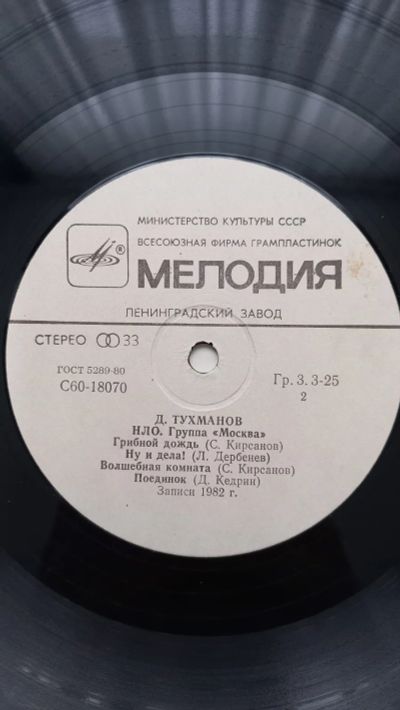 МИНИСТЕРСТВО КУЛЬТУРЫ СССР
ВСЕСОЮЗНАЯ ФИРМА ГРАМПЛАСТИНОК
МЕЛОДИЯ
ЛЕНИНГРАДСКИЙ ЗАВОД
СТЕРЕО 33
ГОСТ 5289-80
С60-18070
Гр. 3. 3-25
2
Д. ТУХМАНОВ
НЛО. Группа «Москва»
Грибной дождь (С. Кирсанов)
Ну и дела! (Л. Дербенев)
Волшебная комната (С. Кирсанов)
Поединок (Д. Кедрин)
Записи 1982 г.